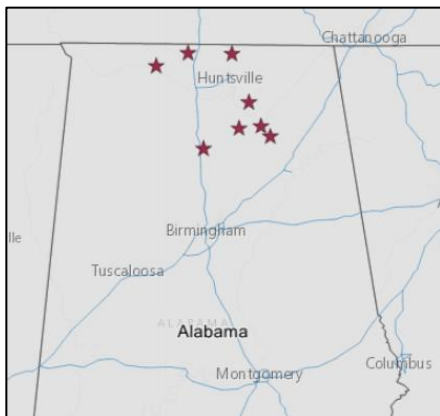 Chattanooga
Huntsville
lle
Birmingham
Tuscaloosa
ALABAMA
Alabama
Columbus
Montgomery